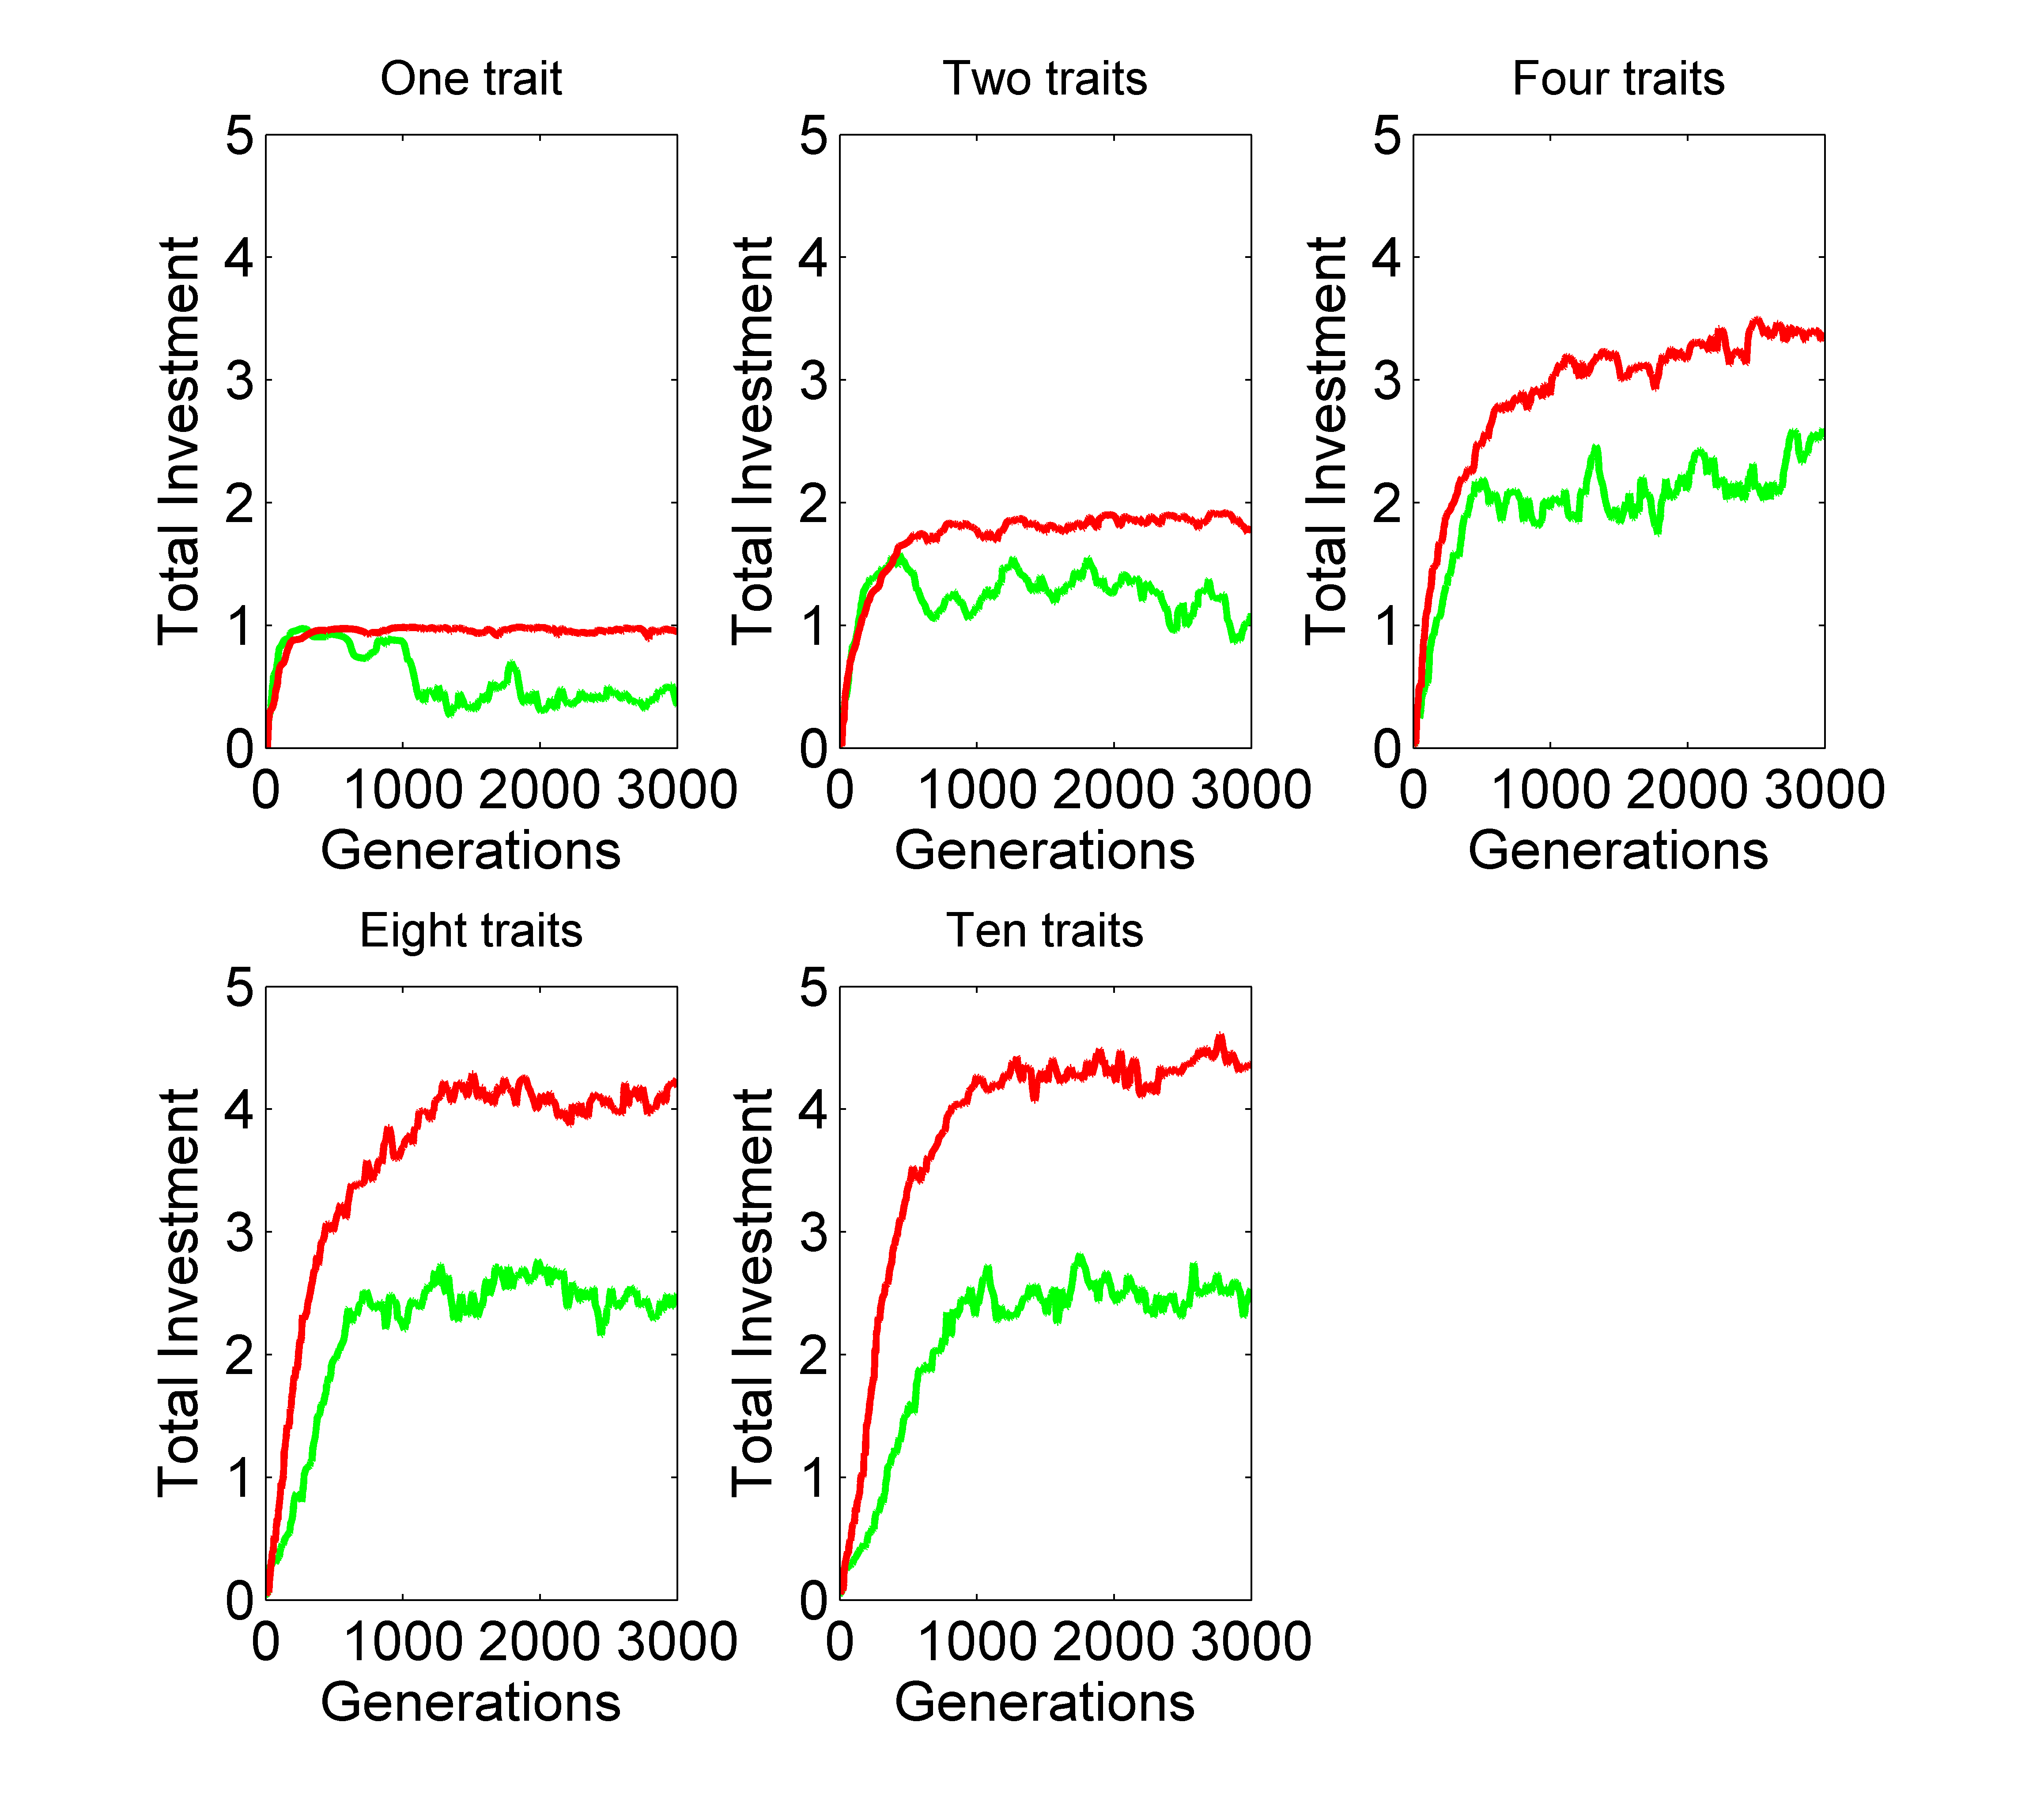 One trait
Two traits
Four traits
5
4
3
2
1
0
Total Investment
0 1000 2000 3000
Generations
5
4
3
2
1
0
Total Investment
0 1000 2000 3000
Generations
5
4
3
2
1
0
Total Investment
0 1000 2000 3000
Generations
Eight traits
Ten traits
5
4
3
2
1
0
Total Investment
0 1000 2000 3000
Generations
5
4
3
2
1
0
Total Investment
0 1000 2000 3000
Generations